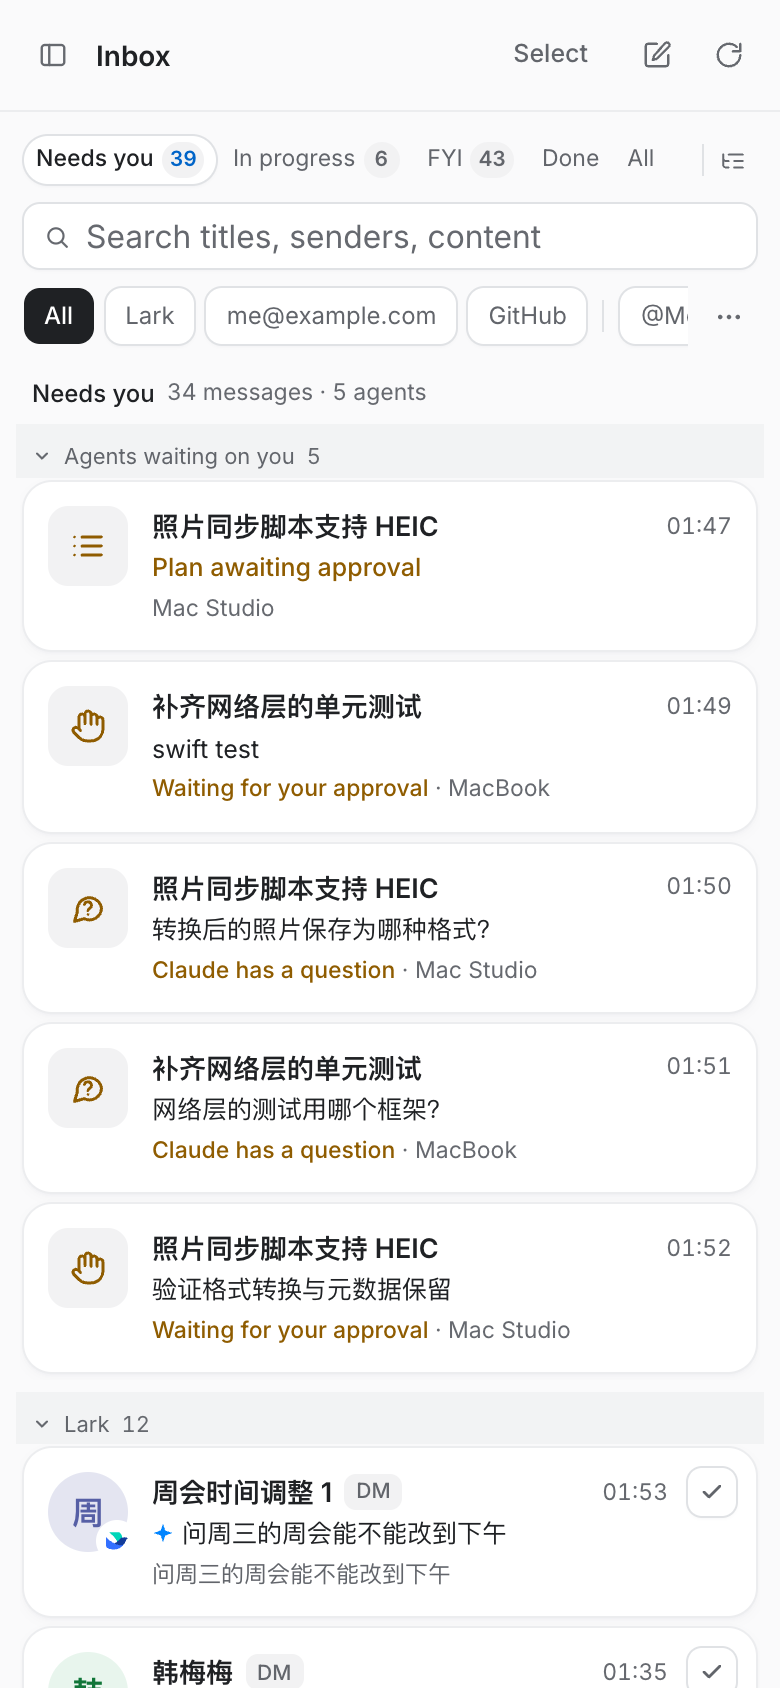 Inbox
Select
Needs you 39
In progress 6
FYI 43
Done
All
Search titles, senders, content
All
Lark
me@example.com
GitHub
Needs you 34 messages · 5 agents
Agents waiting on you 5
照片同步脚本支持 HEIC 01:47
Plan awaiting approval
Mac Studio
补齐网络层的单元测试 01:49
swift test
Waiting for your approval · MacBook
照片同步脚本支持 HEIC 01:50
转换后的照片保存为哪种格式?
Claude has a question · Mac Studio
补齐网络层的单元测试 01:51
网络层的测试用哪个框架?
Claude has a question · MacBook
照片同步脚本支持 HEIC 01:52
验证格式转换与元数据保留
Waiting for your approval · Mac Studio
Lark 12
周
周会时间调整 1 DM 01:53
问周三的周会能不能改到下午
问周三的周会能不能改到下午
韩梅梅 DM 01:35